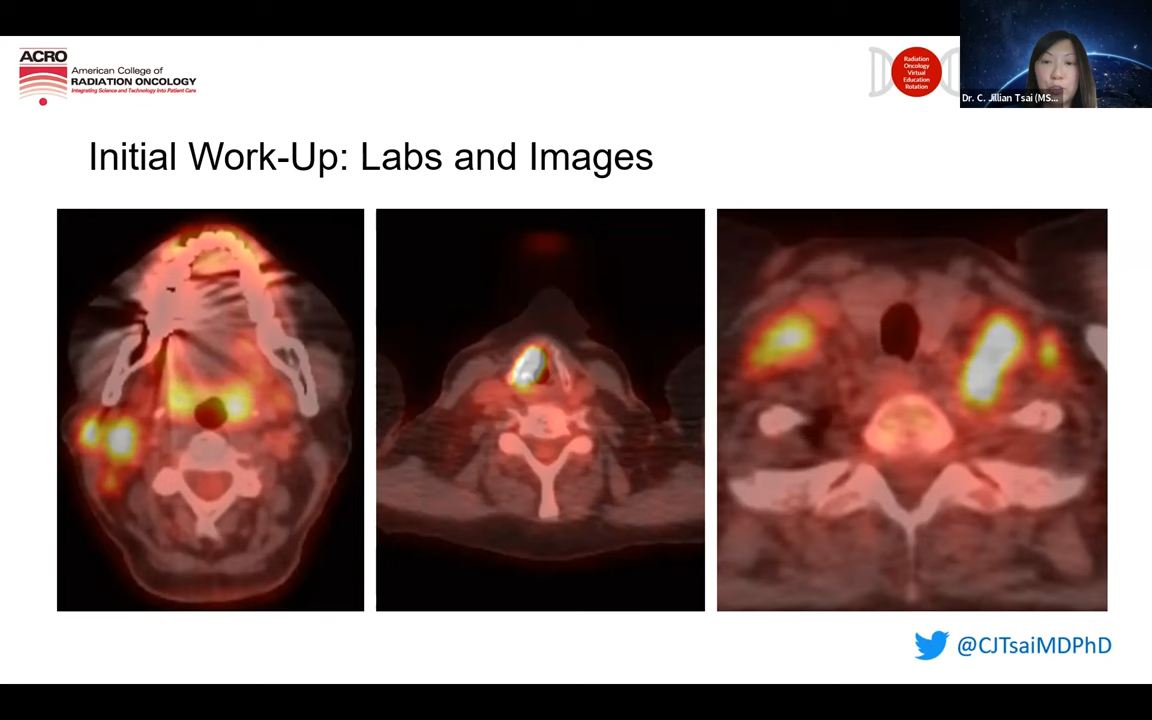 ACRO
American College of
RADIATION ONCOLOGY
Integrating Science and Technology into Patient Care
Radiation
Oncology
Virtual
Education
Rotation
Dr. C. Jillian Tsai (MS...
Initial Work-Up: Labs and Images
@CJTsaiMDPhD